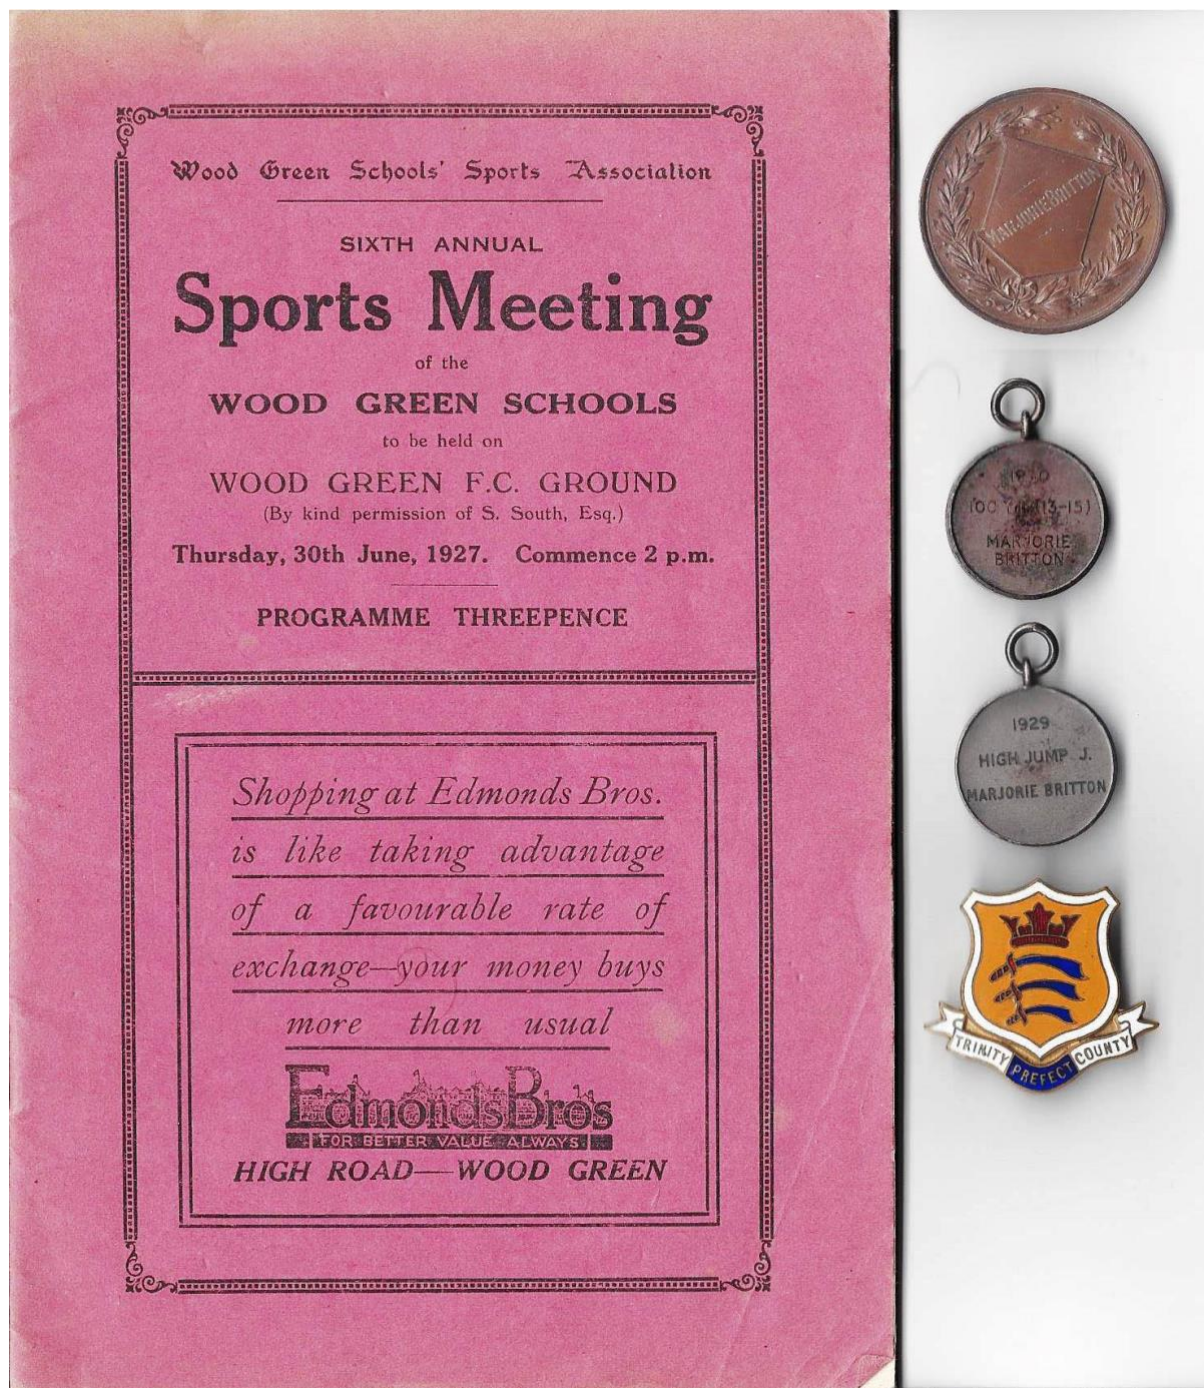 Wood Green Schools' Sports Association
SIXTH ANNUAL
Sports Meeting
of the
WOOD GREEN SCHOOLS
to be held on
WOOD GREEN F.C. GROUND
(By kind permission of S. South, Esq.)
Thursday, 30th June, 1927. Commence 2 p.m.
PROGRAMME THREEPENCE
Shopping at Edmonds Bros.
is like taking advantage
of a favourable rate of
exchange—your money buys
more than usual
Edmonds Bros
FOR BETTER VALUE ALWAYS
HIGH ROAD—WOOD GREEN
MARJORIE BRITTON
(13-15)
MARJORIE
BRITTON
1929
HIGH JUMP J.
MARJORIE BRITTON
TRINITY PREFECT COUNTY